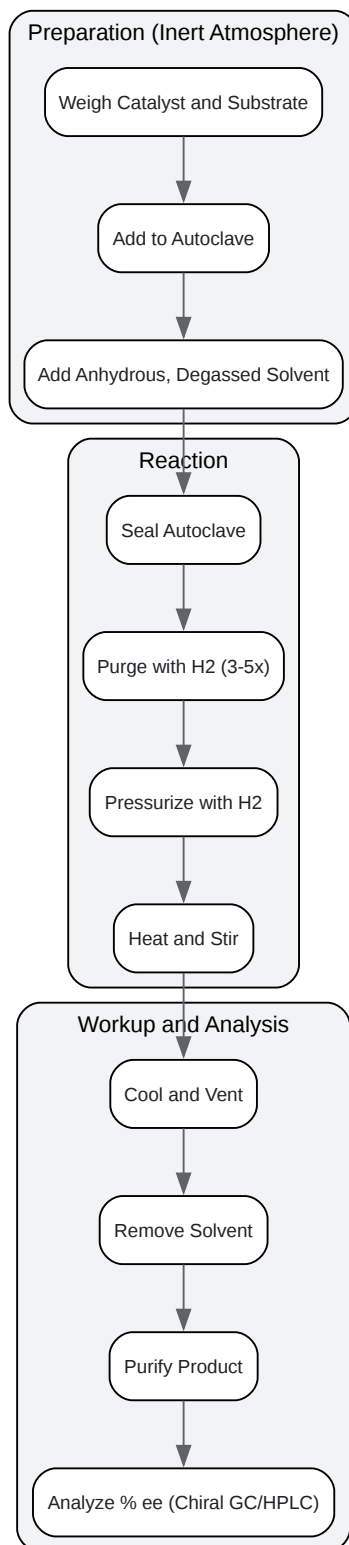 Preparation (Inert Atmosphere)
Weigh Catalyst and Substrate
Add to Autoclave
Add Anhydrous, Degassed Solvent
Reaction
Seal Autoclave
Purge with H2 (3-5x)
Pressurize with H2
Heat and Stir
Workup and Analysis
Cool and Vent
Remove Solvent
Purify Product
Analyze % ee (Chiral GC/HPLC)